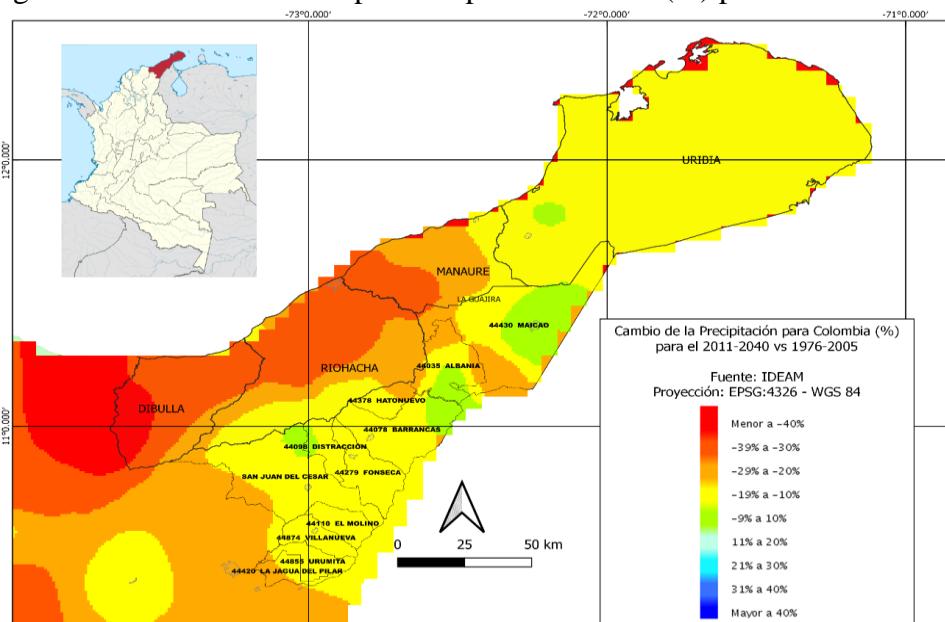 -73°0.000'
-72°0.000'
-71°0.000'
12°0.000'
URIBIA
MANAURE
LA GUAJIRA
44430 MAICAO
Cambio de la Precipitación para Colombia (%)
para el 2011-2040 vs 1976-2005
Fuente: IDEAM
Proyección: EPSG:4326 - WGS 84
44035 ALBANIA
RIOHACHA
44378 HATONUEVO
DIBULLA
11°0.000'
44078 BARRANCAS
44098 DISTRACCIÓN
44279 FONSECA
SAN JUAN DEL CESAR
44110 EL MOLINO
44874 VILLANUEVA
44855 URUMITA
44420 LA JAGUA DEL PILAR
0 25 50 km
Menor a -40%
-39% a -30%
-29% a -20%
-19% a -10%
-9% a 10%
11% a 20%
21% a 30%
31% a 40%
Mayor a 40%